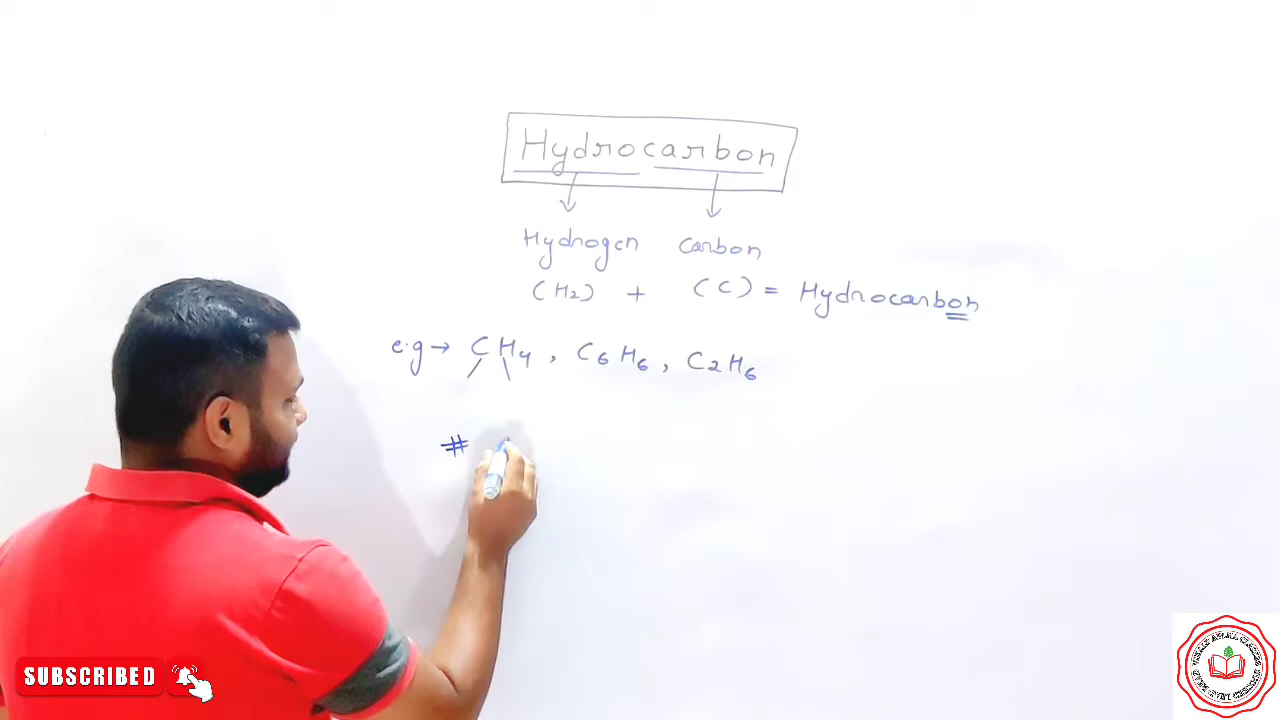 Hydrocarbon
Hydrogen Carbon
(H2) + (C) = Hydrocarbon
e.g → CH4, C6H6, C2H6
#
SUBSCRIBED